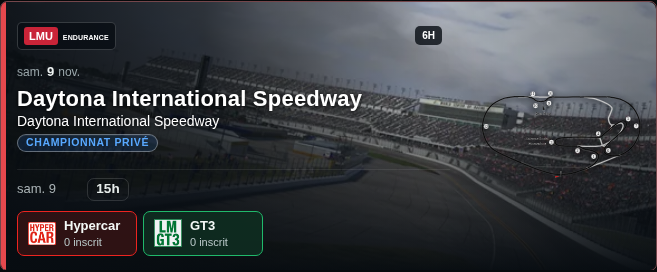 LMU ENDURANCE
6H
sam. 9 nov.
Daytona International Speedway
Daytona International Speedway
CHAMPIONNAT PRIVÉ
sam. 9 15h
HYPER CAR
Hypercar
0 inscrit
LM GT3
GT3
0 inscrit